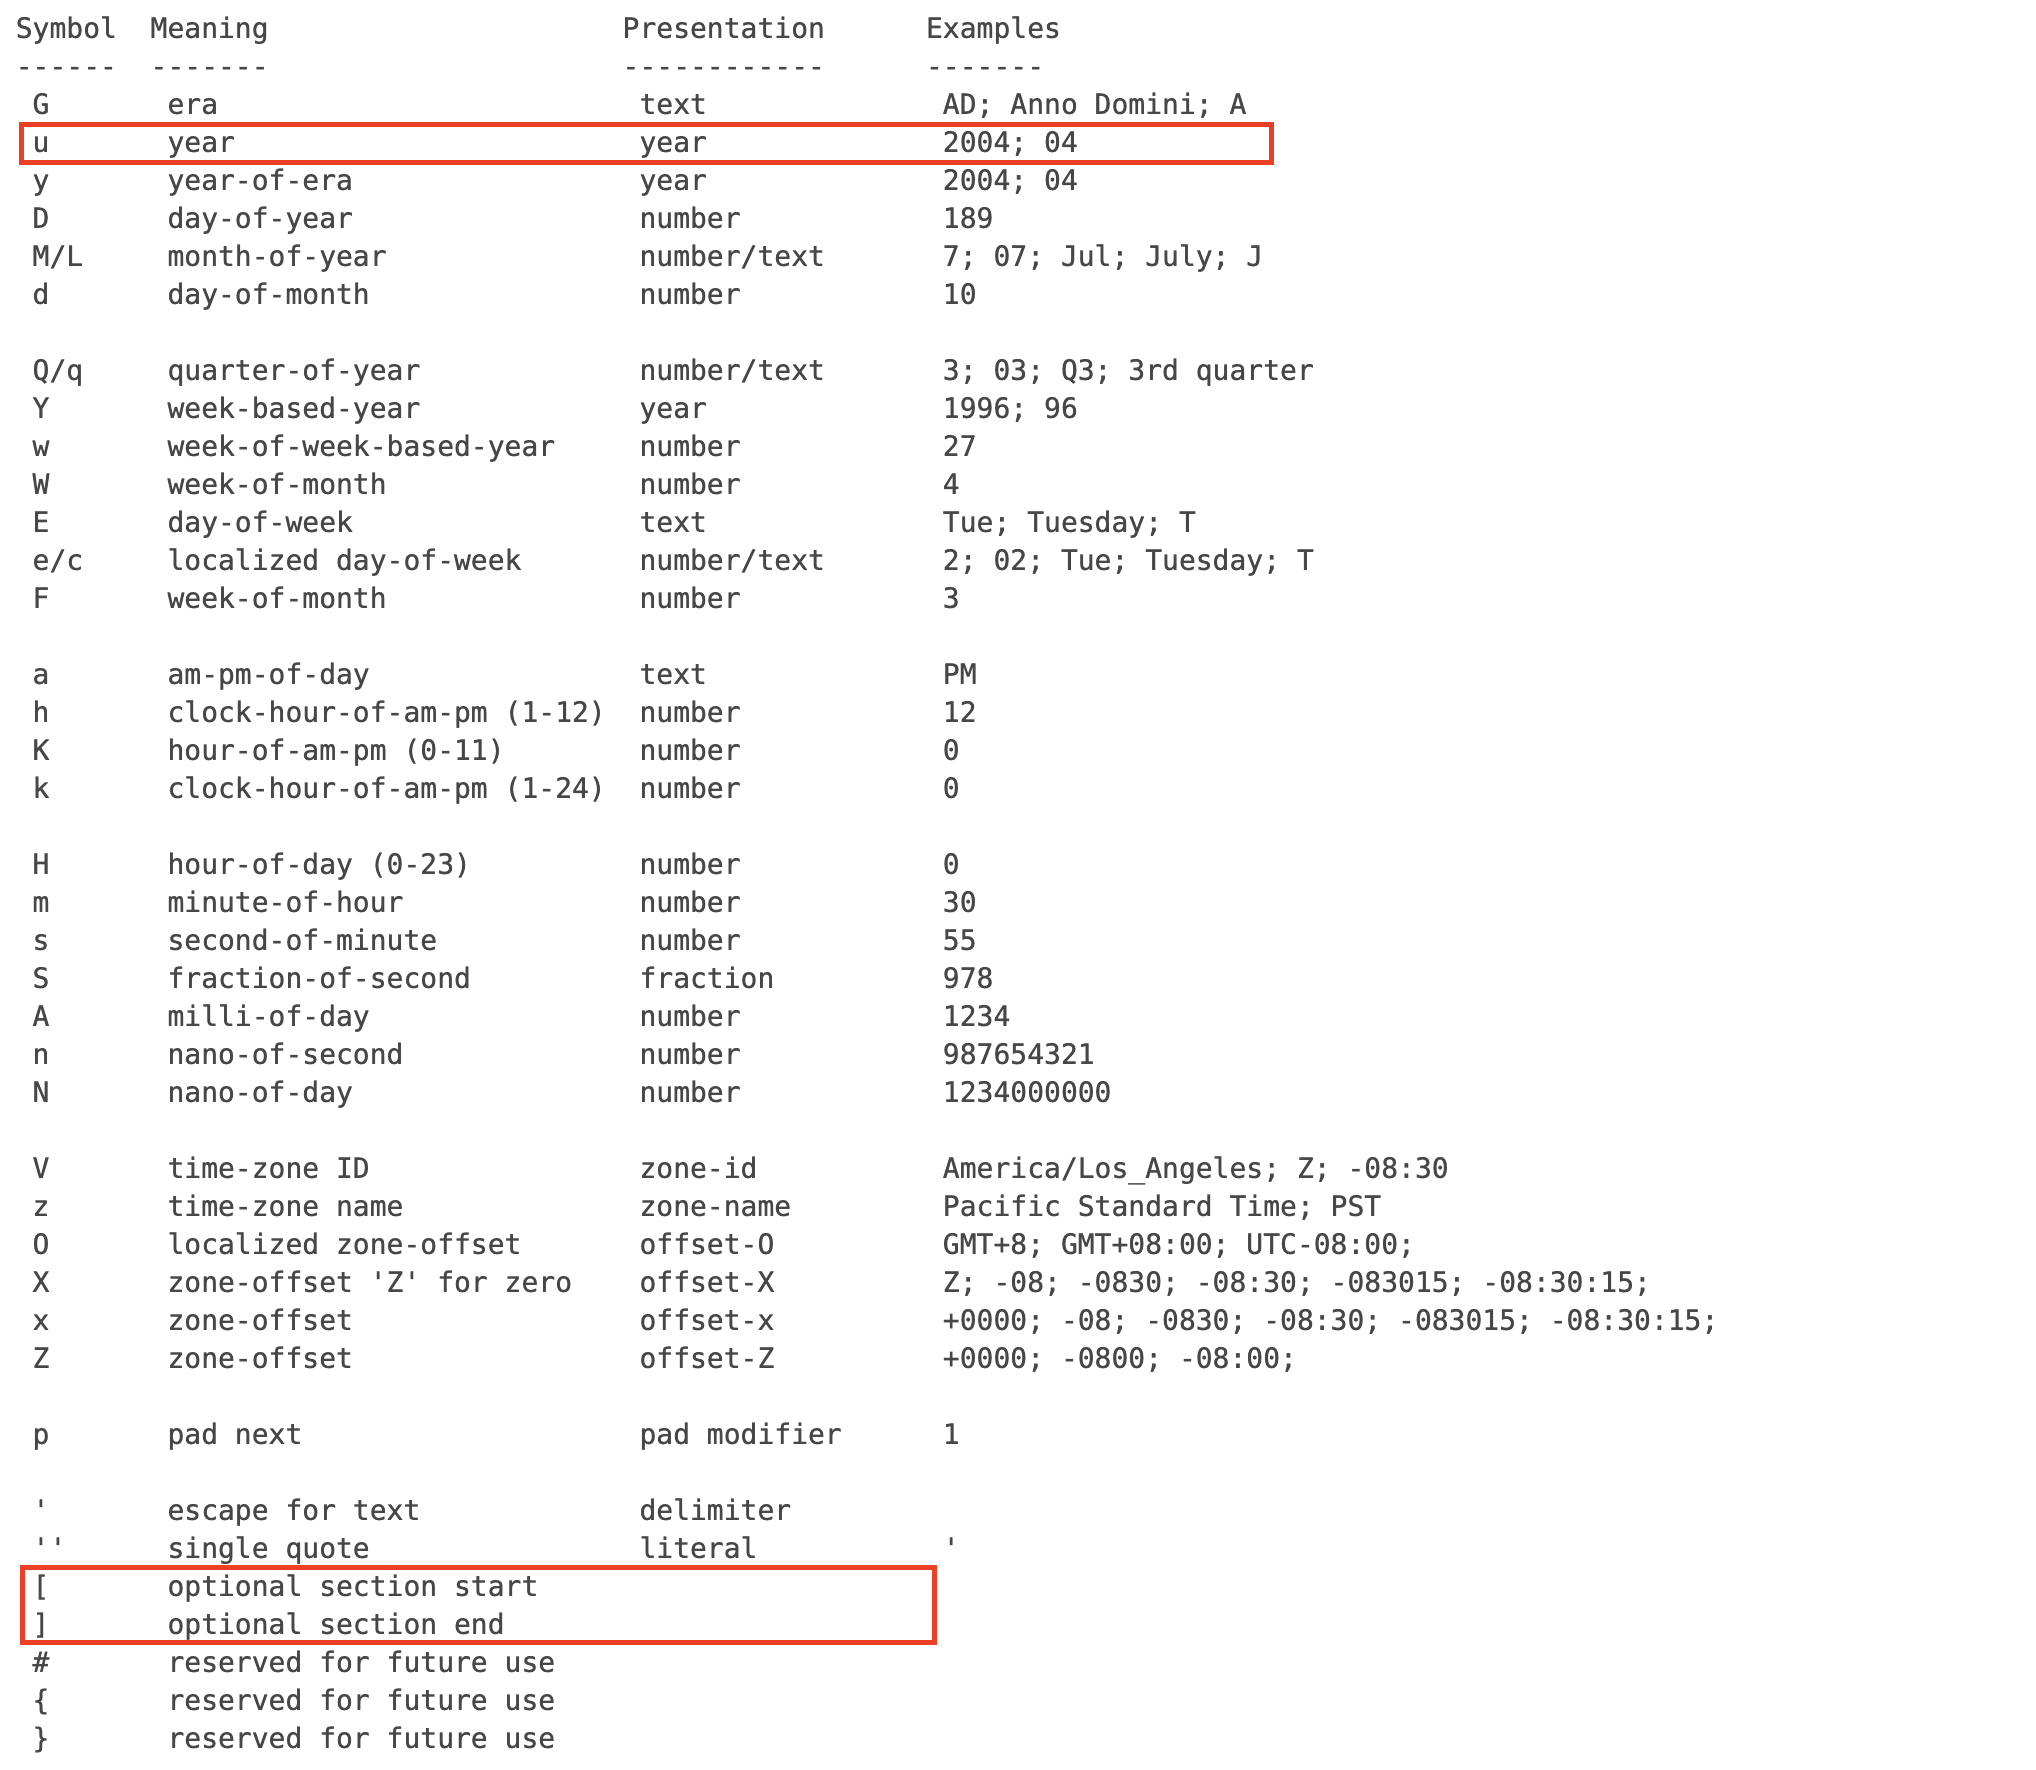 Symbol  Meaning                     Presentation      Examples
------  -------                     ------------      -------
 G       era                         text              AD; Anno Domini; A
 u       year                        year              2004; 04
 y       year-of-era                 year              2004; 04
 D       day-of-year                 number            189
 M/L     month-of-year               number/text       7; 07; Jul; July; J
 d       day-of-month                number            10

 Q/q     quarter-of-year             number/text       3; 03; Q3; 3rd quarter
 Y       week-based-year             year              1996; 96
 w       week-of-week-based-year     number            27
 W       week-of-month               number            4
 E       day-of-week                 text              Tue; Tuesday; T
 e/c     localized day-of-week       number/text       2; 02; Tue; Tuesday; T
 F       week-of-month               number            3

 a       am-pm-of-day                text              PM
 h       clock-hour-of-am-pm (1-12)  number            12
 K       hour-of-am-pm (0-11)        number            0
 k       clock-hour-of-am-pm (1-24)  number            0

 H       hour-of-day (0-23)          number            0
 m       minute-of-hour              number            30
 s       second-of-minute            number            55
 S       fraction-of-second          fraction          978
 A       milli-of-day                number            1234
 n       nano-of-second              number            987654321
 N       nano-of-day                 number            1234000000

 V       time-zone ID                zone-id           America/Los_Angeles; Z; -08:30
 z       time-zone name              zone-name         Pacific Standard Time; PST
 O       localized zone-offset       offset-O          GMT+8; GMT+08:00; UTC-08:00;
 X       zone-offset 'Z' for zero    offset-X          Z; -08; -0830; -08:30; -083015; -08:30:15;
 x       zone-offset                 offset-x          +0000; -08; -0830; -08:30; -083015; -08:30:15;
 Z       zone-offset                 offset-Z          +0000; -0800; -08:00;

 p       pad next                    pad modifier      1

 '       escape for text             delimiter
 ''      single quote                literal           '
 [       optional section start
 ]       optional section end
 #       reserved for future use
 {       reserved for future use
 }       reserved for future use